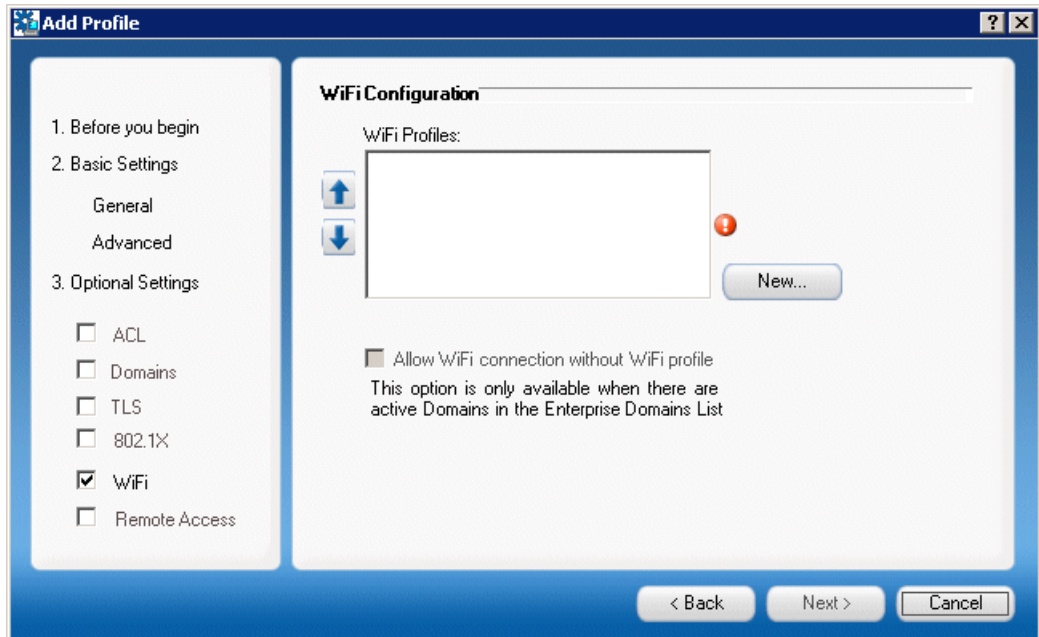 Add Profile
1. Before you begin
2. Basic Settings
General
Advanced
3. Optional Settings
ACL
Domains
TLS
802.1X
WiFi
Remote Access
WiFi Configuration
WiFi Profiles:
New...
Allow WiFi connection without WiFi profile
This option is only available when there are
active Domains in the Enterprise Domains List
< Back
Next >
Cancel